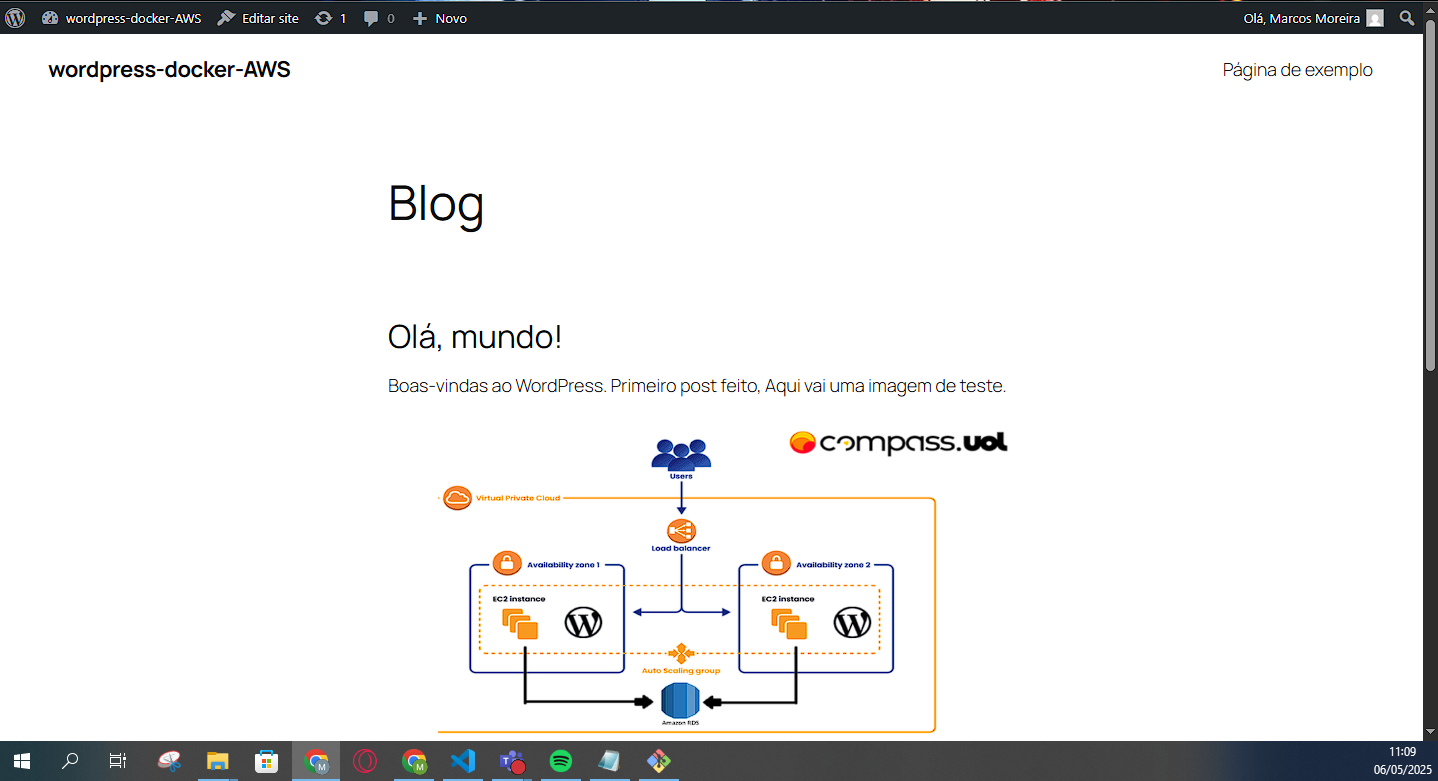 wordpress-docker-AWS Editar site 1 0 Novo Olá, Marcos Moreira
wordpress-docker-AWS
Página de exemplo
Blog
Olá, mundo!
Boas-vindas ao WordPress. Primeiro post feito, Aqui vai uma imagem de teste.
compass.uol
Users
Virtual Private Cloud
Load balancer
Availability zone 1
Availability zone 2
EC2 instance
EC2 instance
Auto Scaling group
Amazon RDS
11:09
06/05/2025